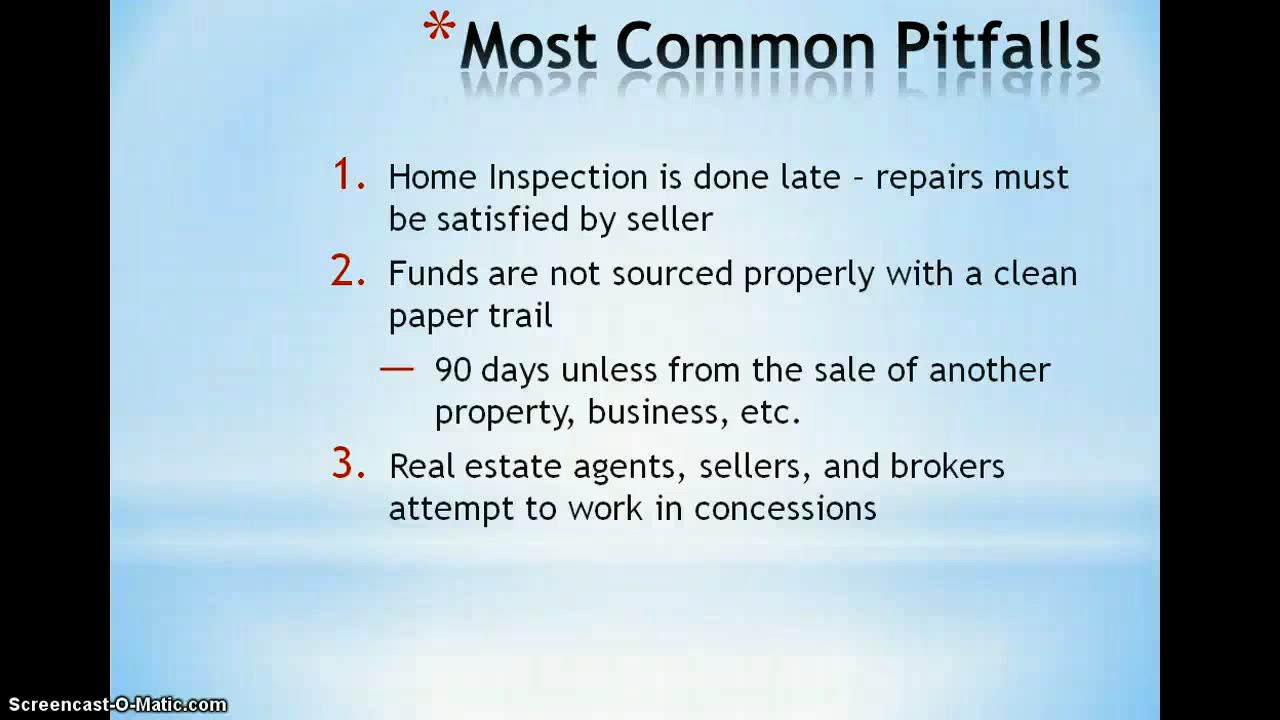 *Most Common Pitfalls
1. Home Inspection is done late – repairs must
be satisfied by seller
2. Funds are not sourced properly with a clean
paper trail
— 90 days unless from the sale of another
property, business, etc.
3. Real estate agents, sellers, and brokers
attempt to work in concessions
Screencast-O-Matic.com